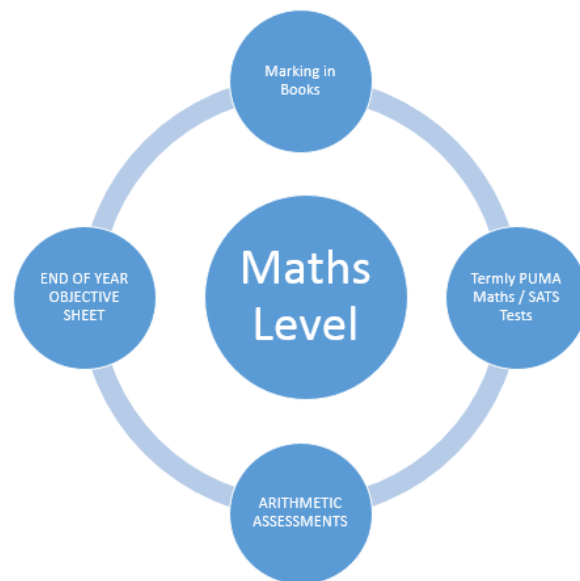 Marking in
Books
END OF YEAR
OBJECTIVE
SHEET
Maths
Level
Termly PUMA
Maths / SATS
Tests
ARITHMETIC
ASSESSMENTS